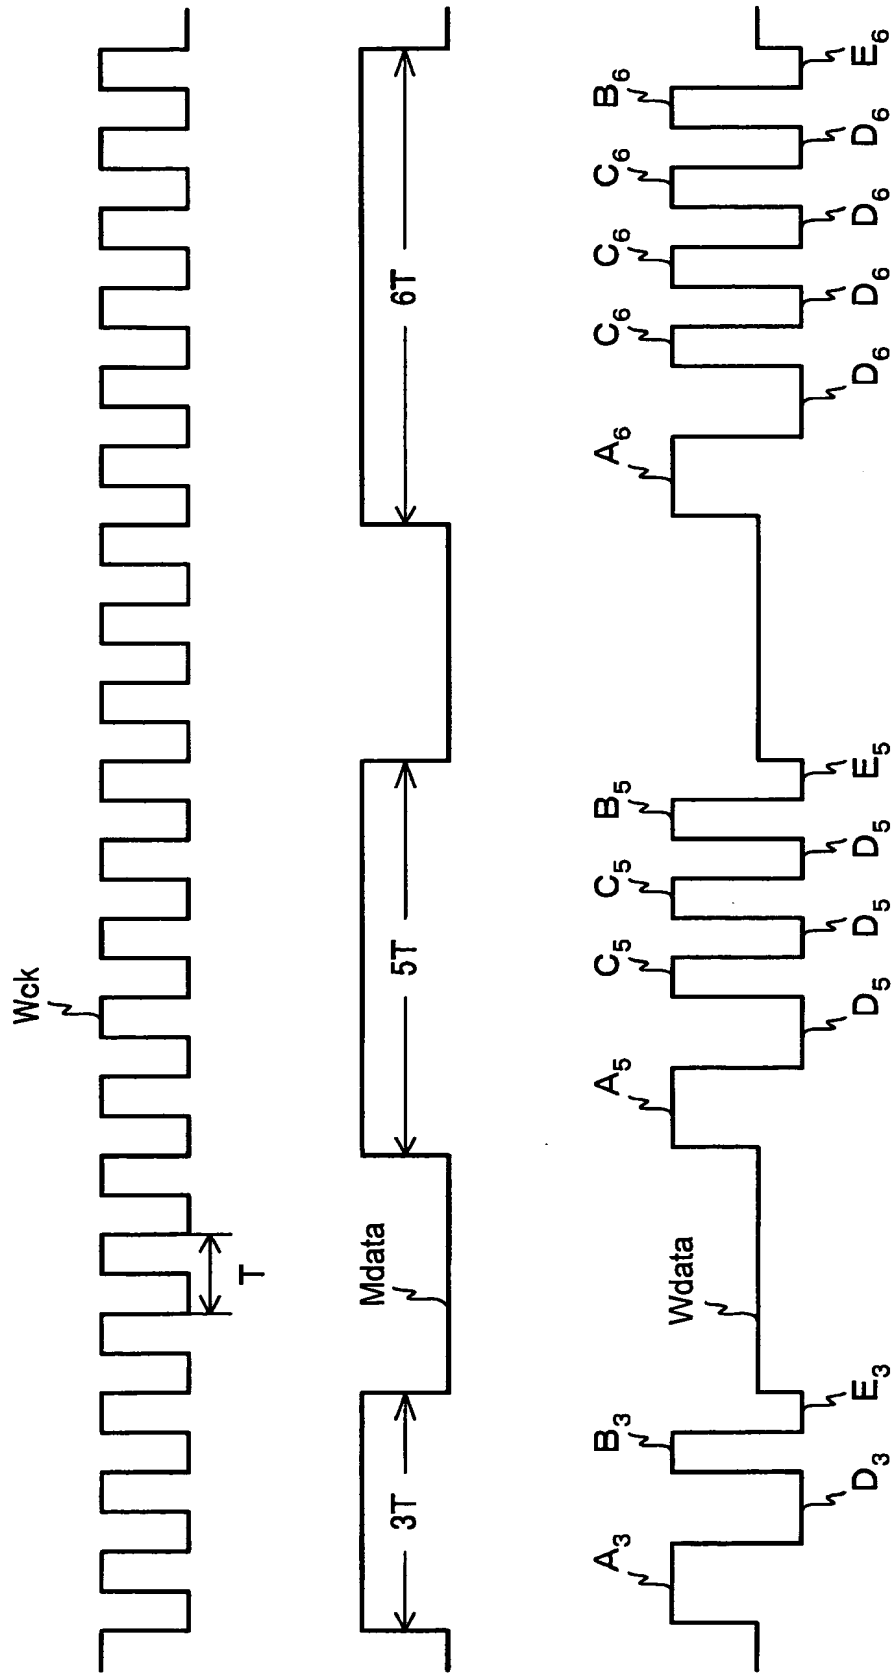 Wck
T
3T
Mdata
5T
6T
A₃
B₃
Wdata
A₅
C₅
C₅
B₅
A₆
C₆
C₆
C₆
B₆
D₃
E₃
D₅
D₅
D₅
E₅
D₆
D₆
D₆
D₆
E₆